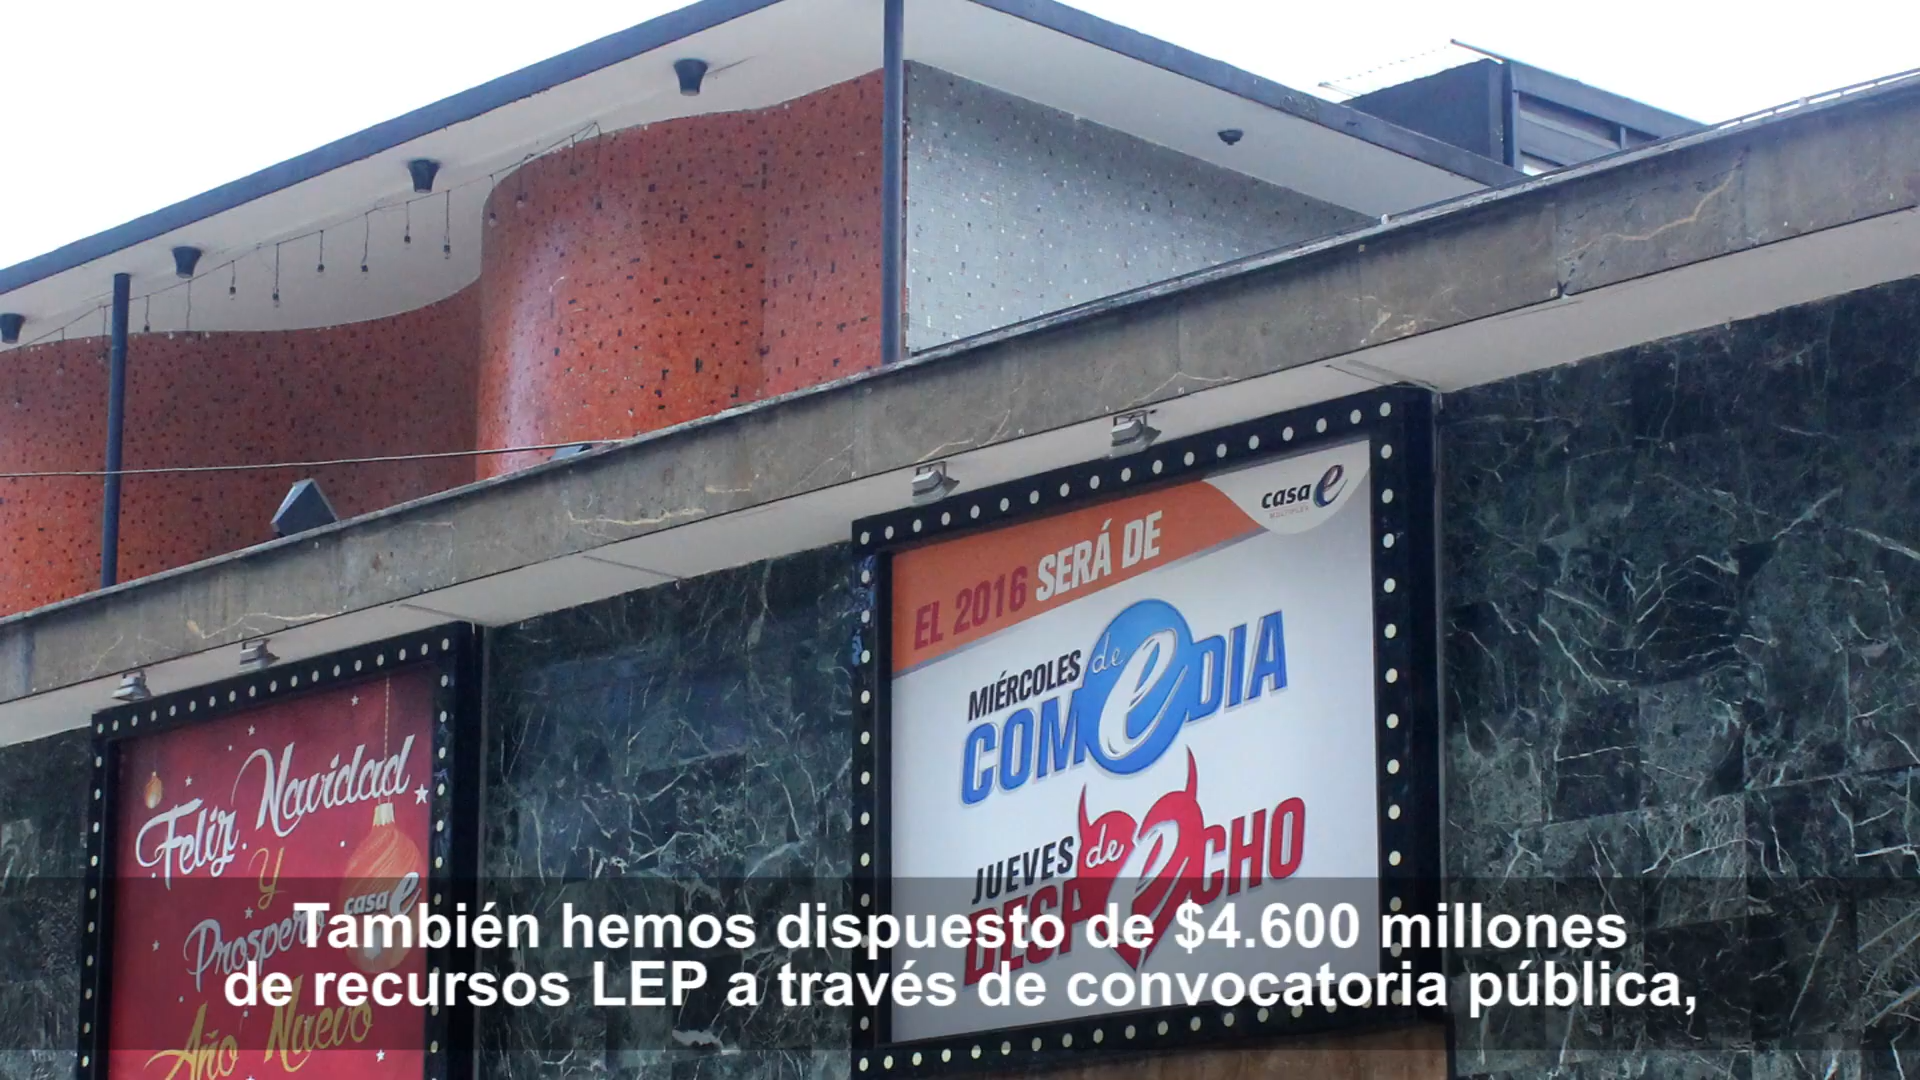 casa e
EL 2016 SERÁ DE
MIÉRCOLES de
COMeDIA
JUEVES de
DESPeCHO
Feliz Navidad
y
Prospero
casa e
Año Nuevo
También hemos dispuesto de $4.600 millones
de recursos LEP a través de convocatoria pública,